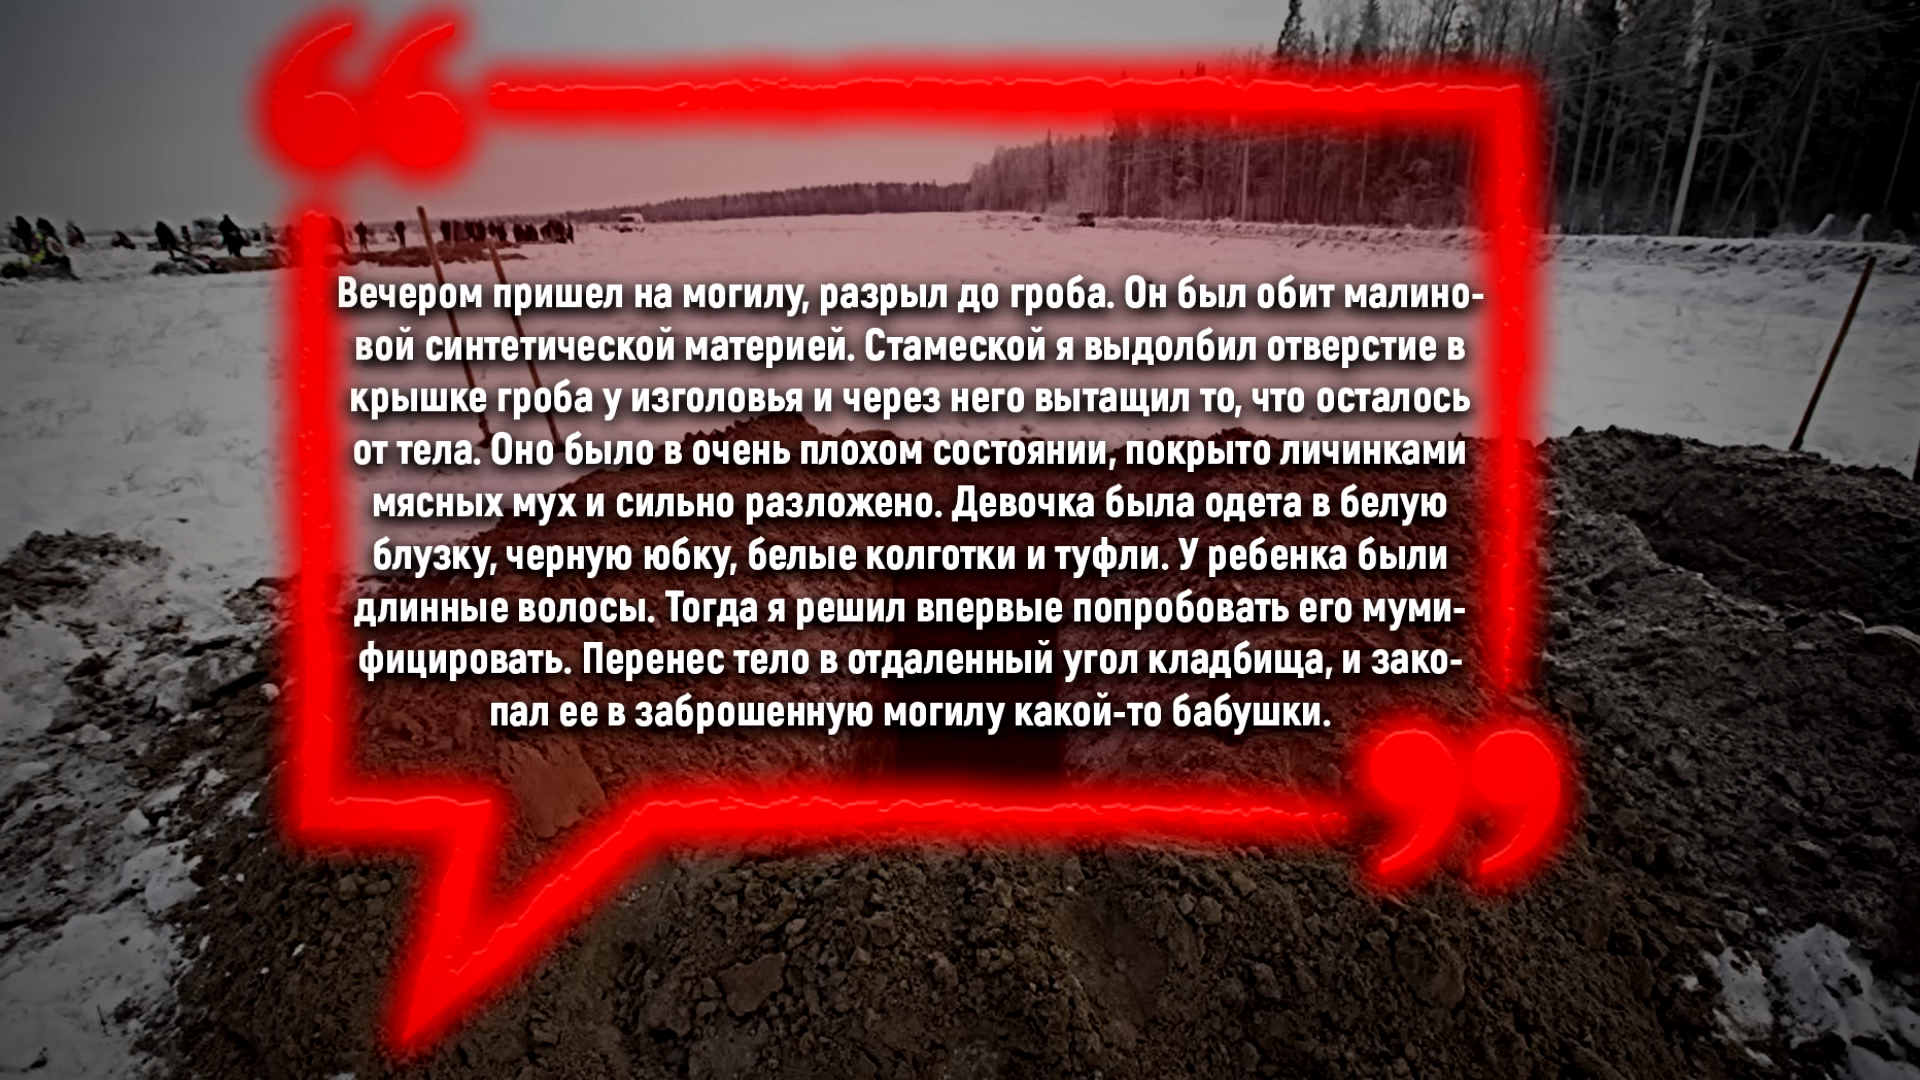 Вечером пришел на могилу, разрыл до гроба. Он был обит малино-
вой синтетической материей. Стамеской я выдолбил отверстие в
крышке гроба у изголовья и через него вытащил то, что осталось
от тела. Оно было в очень плохом состоянии, покрыто личинками
мясных мух и сильно разложено. Девочка была одета в белую
блузку, черную юбку, белые колготки и туфли. У ребенка были
длинные волосы. Тогда я решил впервые попробовать его муми-
фицировать. Перенес тело в отдаленный угол кладбища, и зако-
пал ее в заброшенную могилу какой-то бабушки.